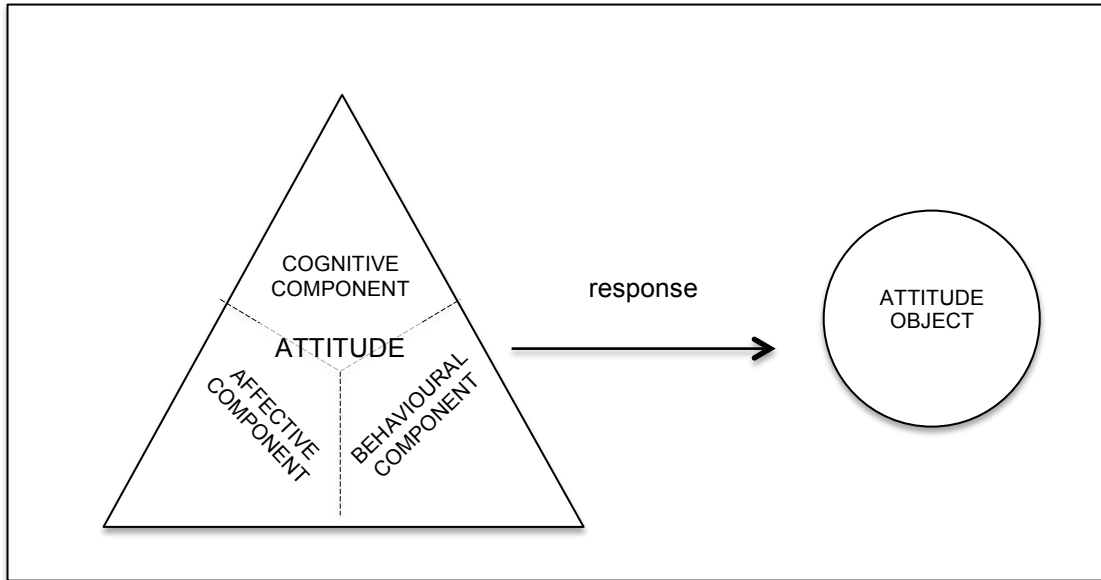 COGNITIVE
COMPONENT
ATTITUDE
AFFECTIVE
COMPONENT
BEHAVIOURAL
COMPONENT
response
ATTITUDE
OBJECT